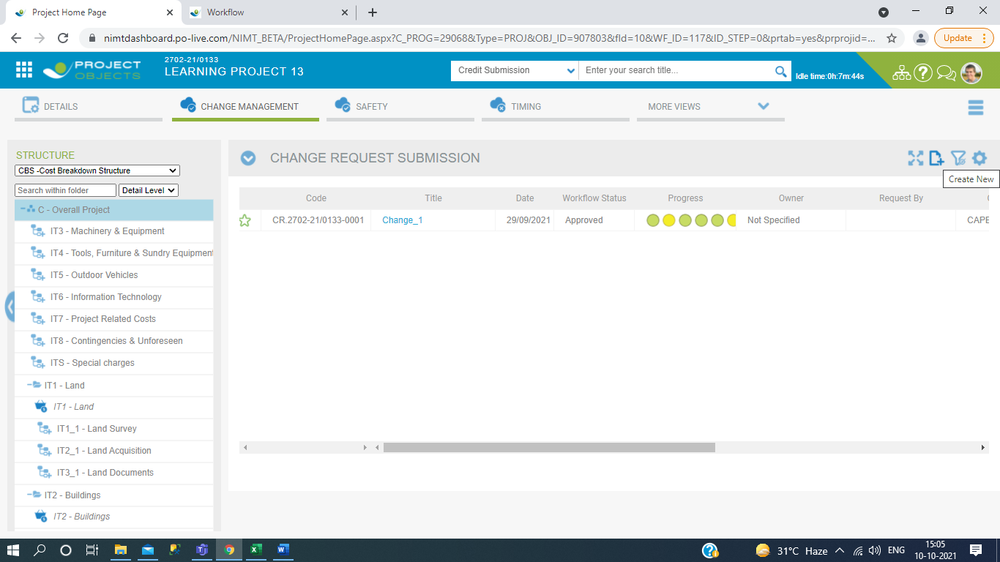 Project Home Page
Workflow
nimtdashboard.po-live.com/NIMT_BETA/ProjectHomePage.aspx?C_PROG=29068&Type=PROJ&OBJ_ID=907803&fId=10&WF_ID=117&ID_STEP=0&prtab=yes&prprojid=...
Update
PROJECT
OBJECTS
2702-21/0133
LEARNING PROJECT 13
Credit Submission
Enter your search title...
Idle time:0h:7m:44s
DETAILS
CHANGE MANAGEMENT
SAFETY
TIMING
MORE VIEWS
STRUCTURE
CBS -Cost Breakdown Structure
Search within folder
Detail Level
C - Overall Project
IT3 - Machinery & Equipment
IT4 - Tools, Furniture & Sundry Equipment
IT5 - Outdoor Vehicles
IT6 - Information Technology
IT7 - Project Related Costs
IT8 - Contingencies & Unforeseen
ITS - Special charges
IT1 - Land
IT1 - Land
IT1_1 - Land Survey
IT2_1 - Land Acquisition
IT3_1 - Land Documents
IT2 - Buildings
IT2 - Buildings
CHANGE REQUEST SUBMISSION
Create New
Code Title Date Workflow Status Progress Owner Request By
CR.2702-21/0133-0001 Change_1 29/09/2021 Approved Not Specified CAPE
31°C Haze
ENG
15:05
10-10-2021